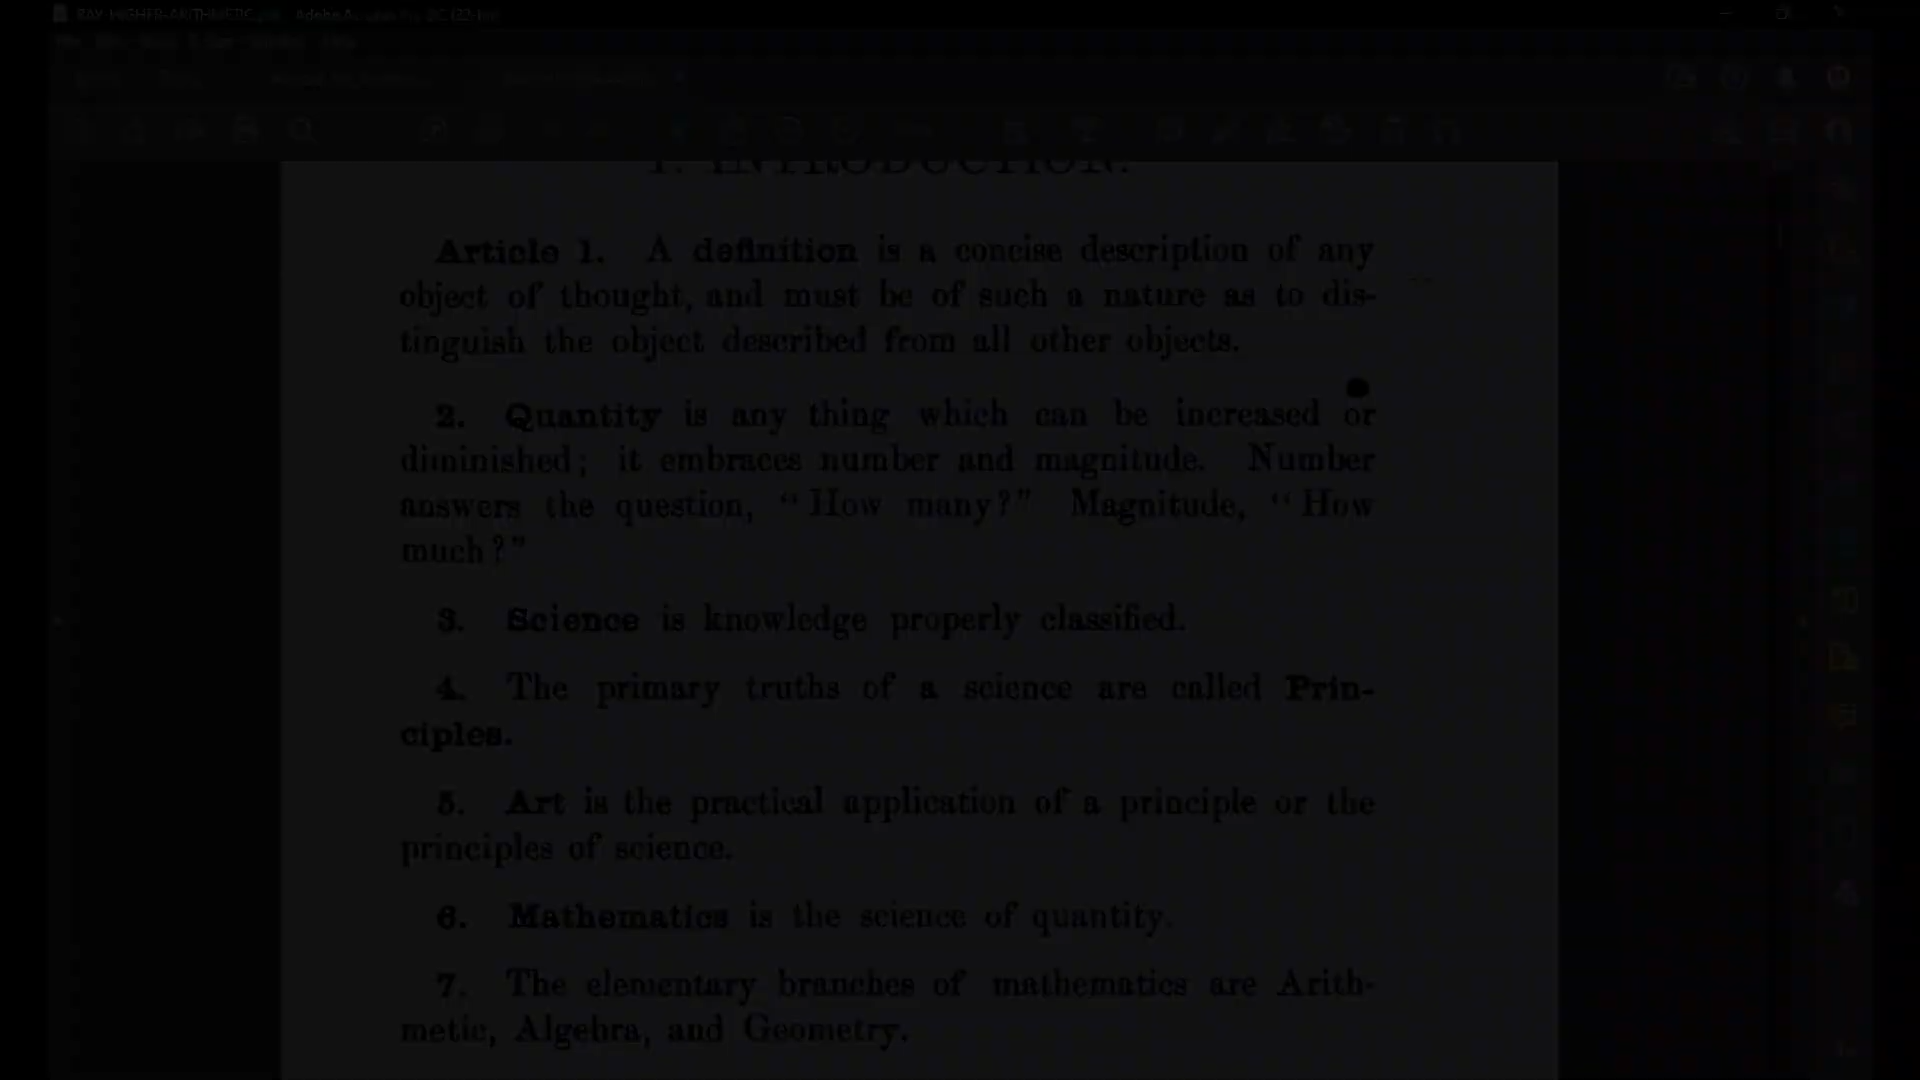 RAY-HIGHER-ARITHMETIC
I. INTRODUCTION.
Article 1. A definition is a concise description of any
object of thought, and must be of such a nature as to dis-
tinguish the object described from all other objects.
2. Quantity is any thing which can be increased or
diminished; it embraces number and magnitude. Number
answers the question, "How many?" Magnitude, "How
much?"
3. Science is knowledge properly classified.
4. The primary truths of a science are called Prin-
ciples.
5. Art is the practical application of a principle or the
principles of science.
6. Mathematics is the science of quantity.
7. The elementary branches of mathematics are Arith-
metic, Algebra, and Geometry.